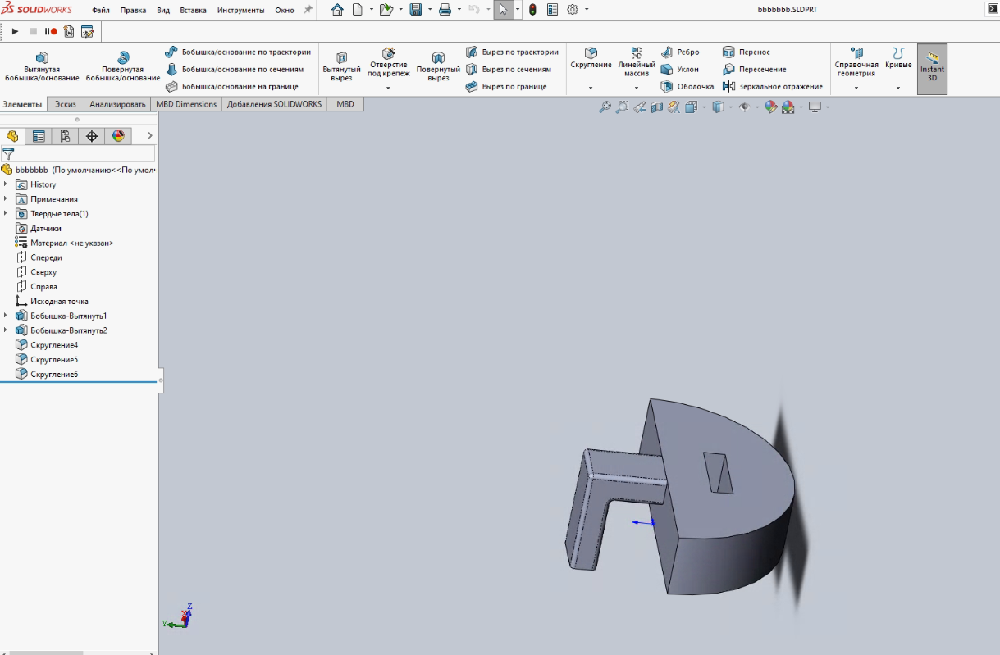 SOLIDWORKS Файл Правка Вид Вставка Инструменты Окно bbbbbbb.SLDPRT
Вытянутая бобышка/основание
Повернутая бобышка/основание
Бобышка/основание по траектории
Бобышка/основание по сечениям
Бобышка/основание на границе
Вытянутый вырез
Отверстие под крепеж
Повернутый вырез
Вырез по траектории
Вырез по сечениям
Вырез по границе
Скругление
Линейный массив
Ребро
Уклон
Оболочка
Перенос
Пересечение
Зеркальное отражение
Справочная геометрия
Кривые
Instant 3D
Элементы Эскиз Анализировать MBD Dimensions Добавления SOLIDWORKS MBD
bbbbbbb (По умолчанию<<По умол
History
Примечания
Твердые тела(1)
Датчики
Материал <не указан>
Спереди
Сверху
Справа
Исходная точка
Бобышка-Вытянуть1
Бобышка-Вытянуть2
Скругление4
Скругление5
Скругление6
Z
X
Y